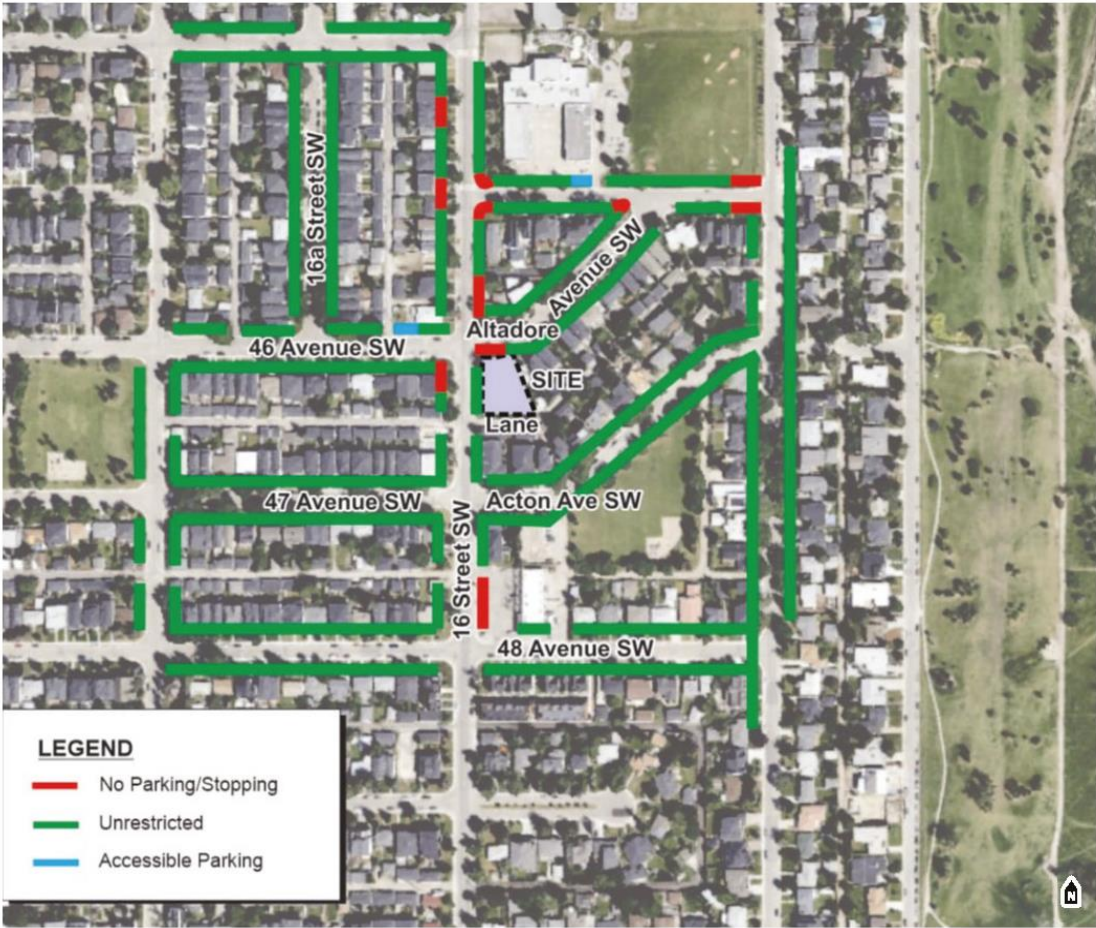 16a Street SW
Avenue SW
Altadore
46 Avenue SW
SITE
Lane
47 Avenue SW
Acton Ave SW
16 Street SW
48 Avenue SW
LEGEND
No Parking/Stopping
Unrestricted
Accessible Parking
N